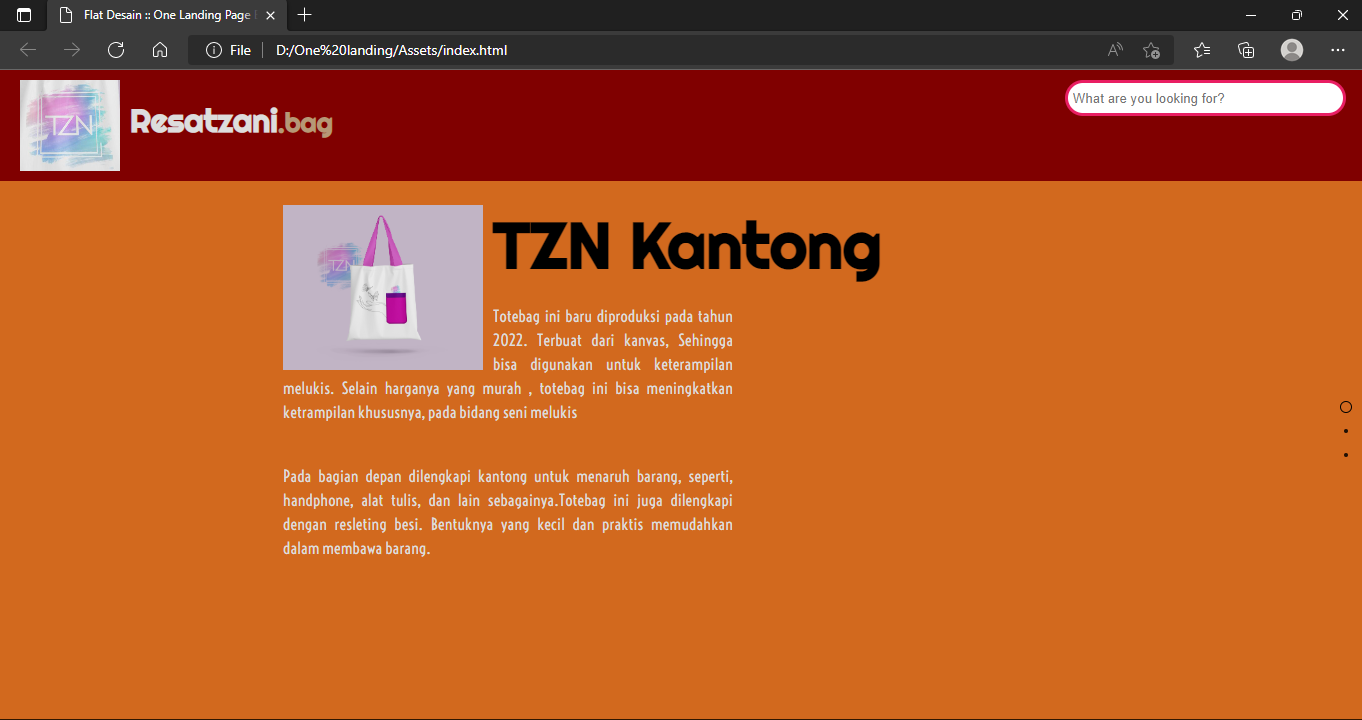 Flat Desain :: One Landing Page
File
D:/One%20landing/Assets/index.html
TZN
Resatzani.bag
What are you looking for?
TZN
TZN Kantong
Totebag ini baru diproduksi pada tahun
2022. Terbuat dari kanvas, Sehingga
bisa digunakan untuk keterampilan
melukis. Selain harganya yang murah , totebag ini bisa meningkatkan
ketrampilan khususnya, pada bidang seni melukis
Pada bagian depan dilengkapi kantong untuk menaruh barang, seperti,
handphone, alat tulis, dan lain sebagainya.Totebag ini juga dilengkapi
dengan resleting besi. Bentuknya yang kecil dan praktis memudahkan
dalam membawa barang.